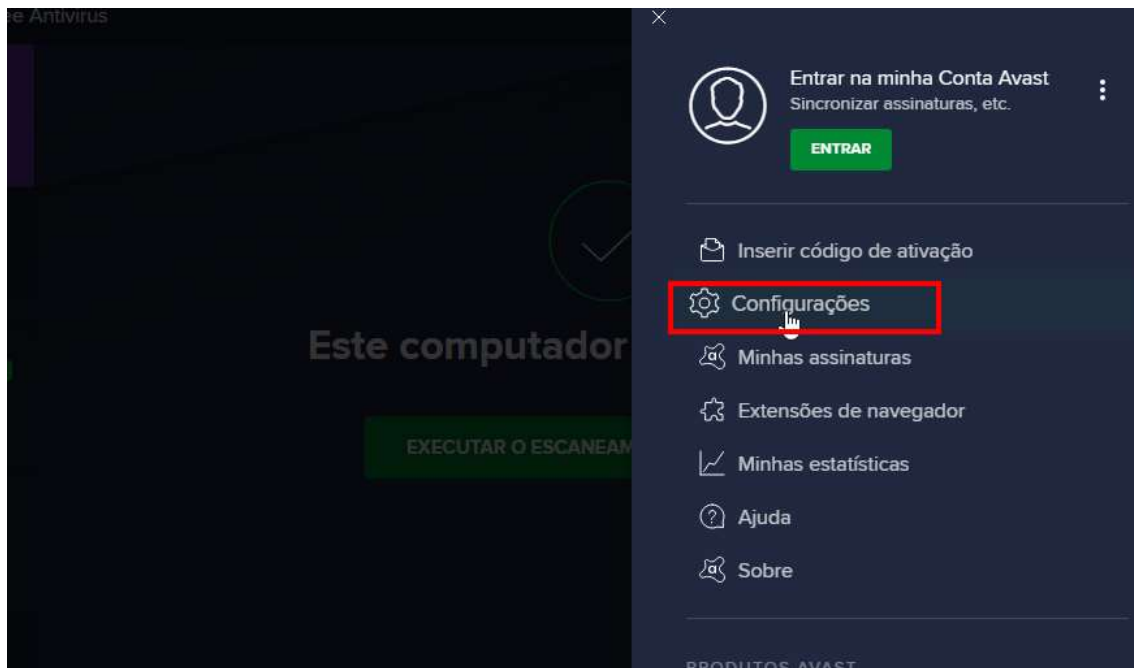 ee Antivirus
Entrar na minha Conta Avast
Sincronizar assinaturas, etc.
ENTRAR
Inserir código de ativação
Configurações
Este computador
Minhas assinaturas
Extensões de navegador
EXECUTAR O ESCANEAM
Minhas estatísticas
Ajuda
Sobre
PRODUTOS AVAST